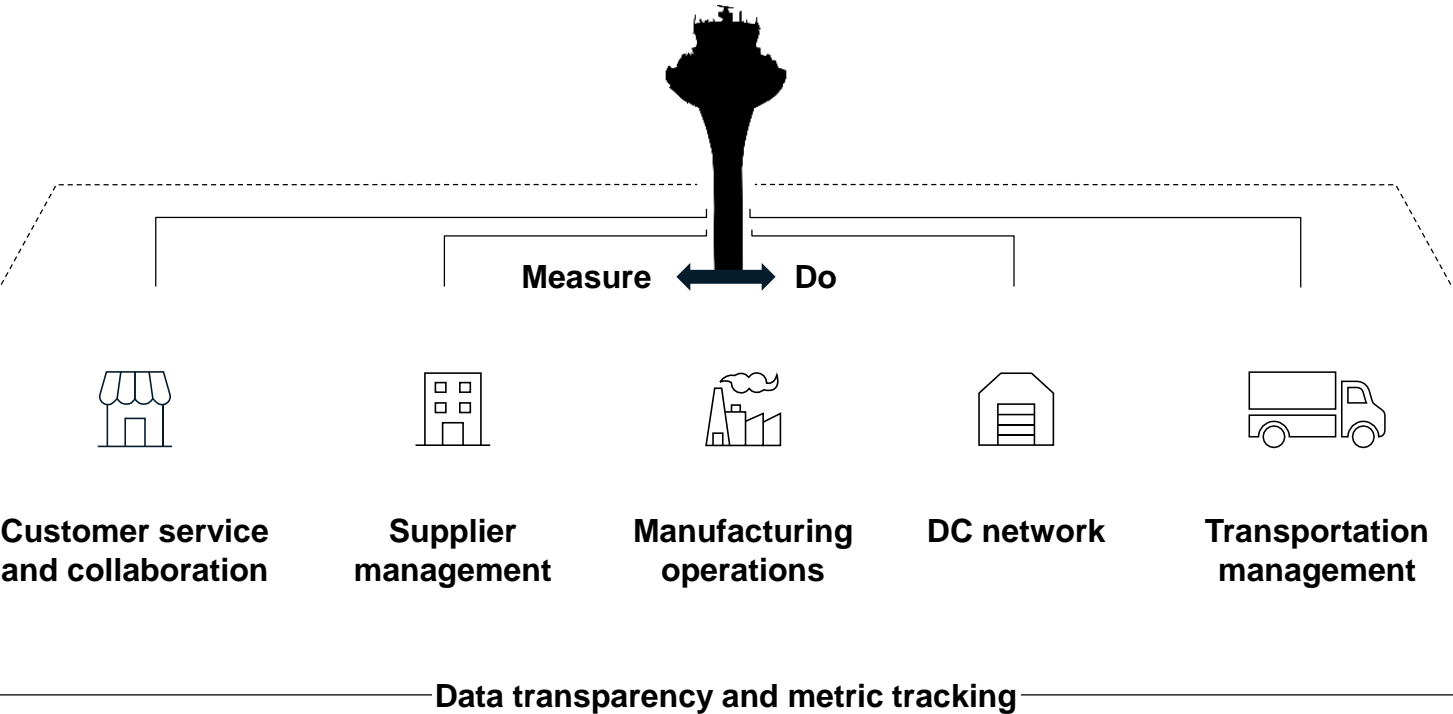 Measure Do
Customer service
and collaboration
Supplier
management
Manufacturing
operations
DC network
Transportation
management
Data transparency and metric tracking